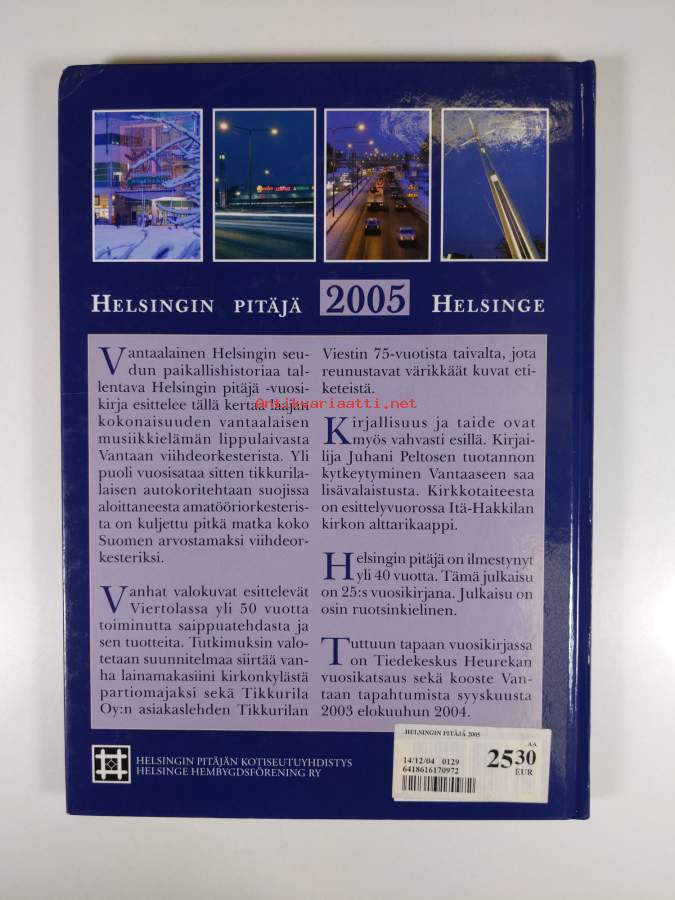 HELSINGIN PITÄJÄ 2005 HELSINGE
Vantaalainen Helsingin seu-
dun paikallishistoriaa tal-
lentava Helsingin pitäjä -vuosi-
kirja esittelee tällä kertaa laajan
kokonaisuuden vantaalaisen
musiikkielämän lippulaivasta
Vantaan viihdeorkesterista. Yli
puoli vuosisataa sitten tikkurila-
laisen autokoritehtaan suojissa
aloittaneesta amatööriorkesteris-
ta on kuljettu pitkä matka koko
Suomen arvostamaksi viihdeor-
kesteriksi.
Vanhat valokuvat esittelevät
Viertolassa yli 50 vuotta
toiminutta saippuatehdasta ja
sen tuotteita. Tutkimuksin valo-
tetaan suunnitelmaa siirtää van-
ha lainamakasiini kirkonkylästä
partiomajaksi sekä Tikkurila
Oy:n asiakaslehden Tikkurilan
Viestin 75-vuotista taivalta, jota
reunustavat värikkäät kuvat eti-
keteistä.
Kirjallisuus ja taide ovat
myös vahvasti esillä. Kirjai-
lija Juhani Peltosen tuotannon
kytkeytyminen Vantaaseen saa
lisävalaistusta. Kirkkotaiteesta
on esittelyvuorossa Itä-Hakkilan
kirkon alttarikaappi.
Helsingin pitäjä on ilmestynyt
yli 40 vuotta. Tämä julkaisu
on 25:s vuosikirjana. Julkaisu on
osin ruotsinkielinen.
Tuttuun tapaan vuosikirjassa
on Tiedekeskus Heurekan
vuosikatsaus sekä kooste Van-
taan tapahtumista syyskuusta
2003 elokuuhun 2004.
Antikvariaatti.net
HELSINGIN PITÄJÄN KOTISEUTUYHDISTYS
HELSINGE HEMBYGDSFÖRENING RY
HELSINGIN PITÄJÄ 2005
AA
14/12/04 0129
6418616170972
2530
EUR